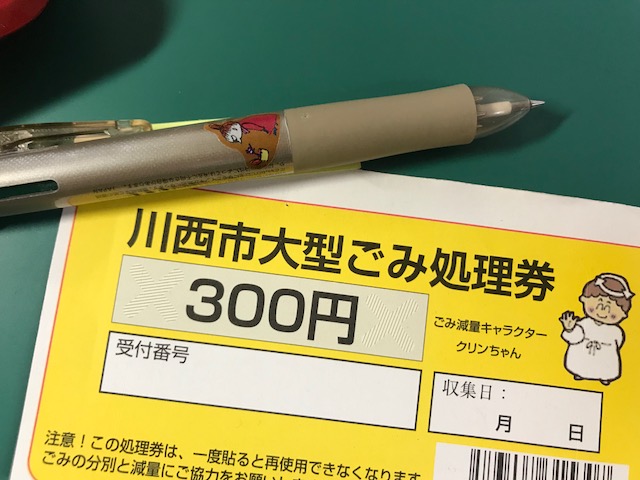 川西市大型ごみ処理券
300円
ごみ減量キャラクター
クリンちゃん
受付番号
収集日：
月 日
注意！この処理券は、一度貼ると再使用できなくなります
ごみの分別と減量にご協力をお願いし